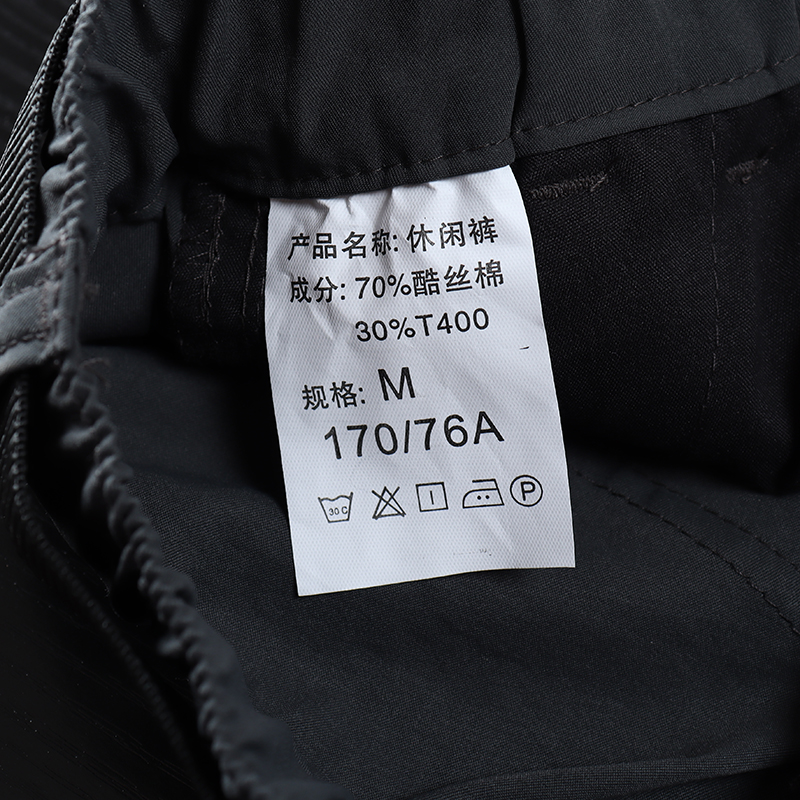 产品名称: 休闲裤
成分: 70%酷丝棉
30%T400
规格: M
170/76A
30 C
P